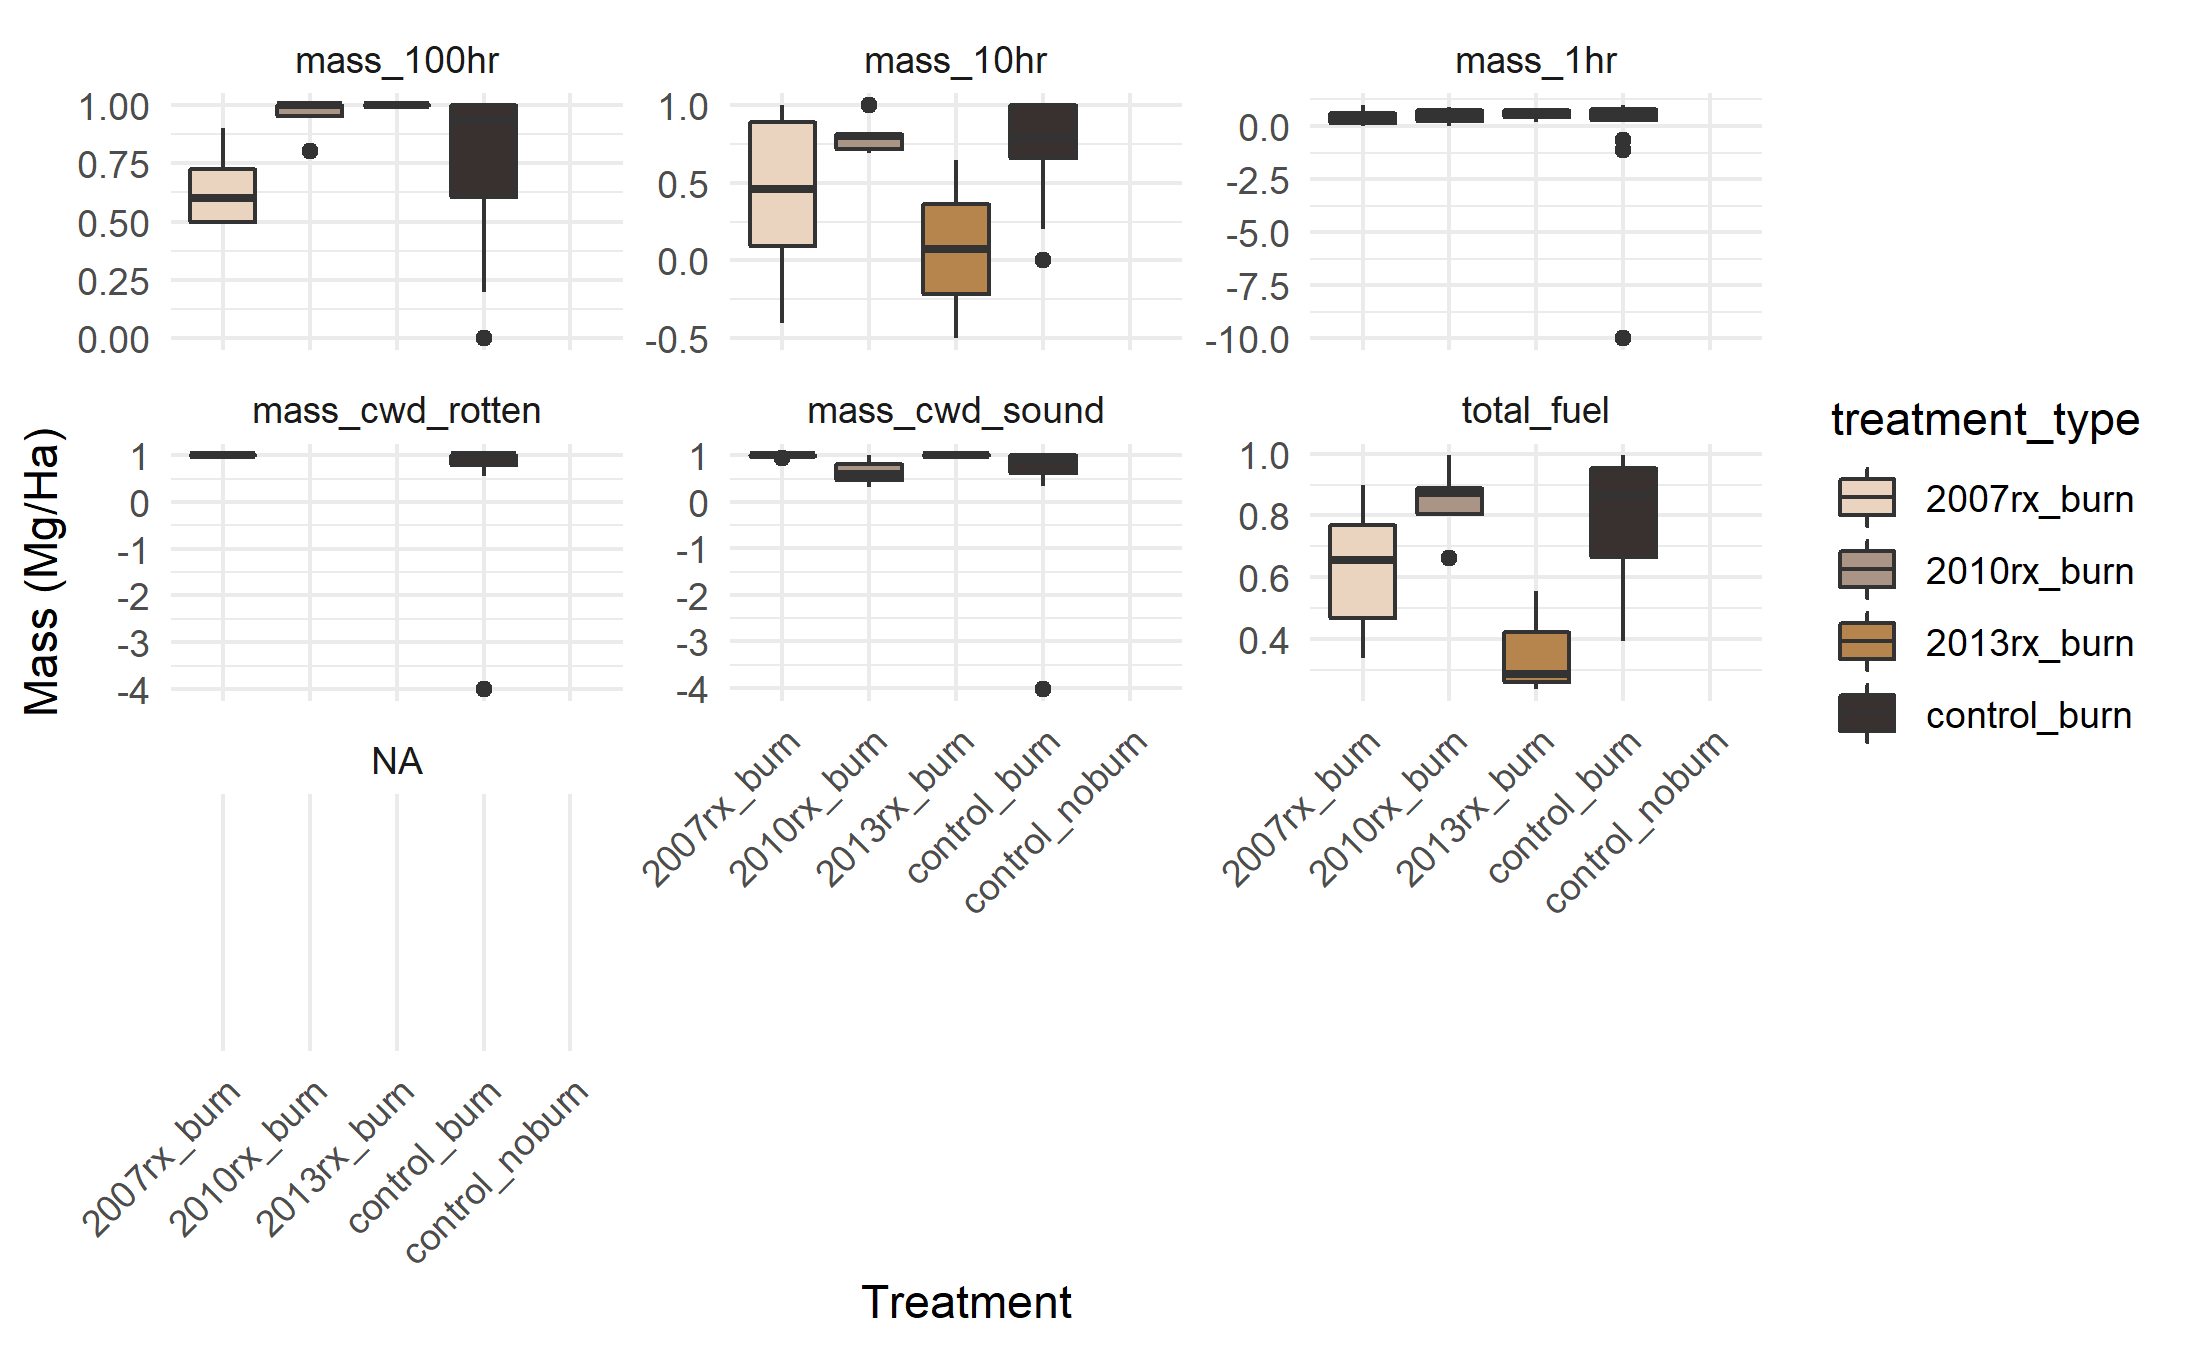 mass_100hr
mass_10hr
mass_1hr
1.00
0.75
0.50
0.25
0.00
1.0
0.5
0.0
-0.5
0.0
-2.5
-5.0
-7.5
-10.0
mass_cwd_rotten
mass_cwd_sound
total_fuel
1
0
-1
-2
-3
-4
1
0
-1
-2
-3
-4
1.0
0.8
0.6
0.4
NA
2007rx_burn
2010rx_burn
2013rx_burn
control_burn
control_noburn
2007rx_burn
2010rx_burn
2013rx_burn
control_burn
control_noburn
2007rx_burn
2010rx_burn
2013rx_burn
control_burn
control_noburn
Mass (Mg/Ha)
Treatment
treatment_type
2007rx_burn
2010rx_burn
2013rx_burn
control_burn